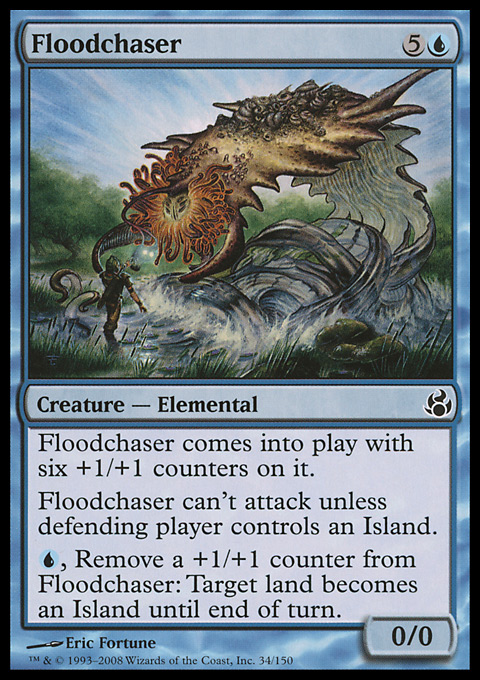 Floodchaser 5
Creature — Elemental
Floodchaser comes into play with
six +1/+1 counters on it.
Floodchaser can't attack unless
defending player controls an Island.
, Remove a +1/+1 counter from
Floodchaser: Target land becomes
an Island until end of turn.
Eric Fortune
0/0
™ & © 1993–2008 Wizards of the Coast, Inc. 34/150